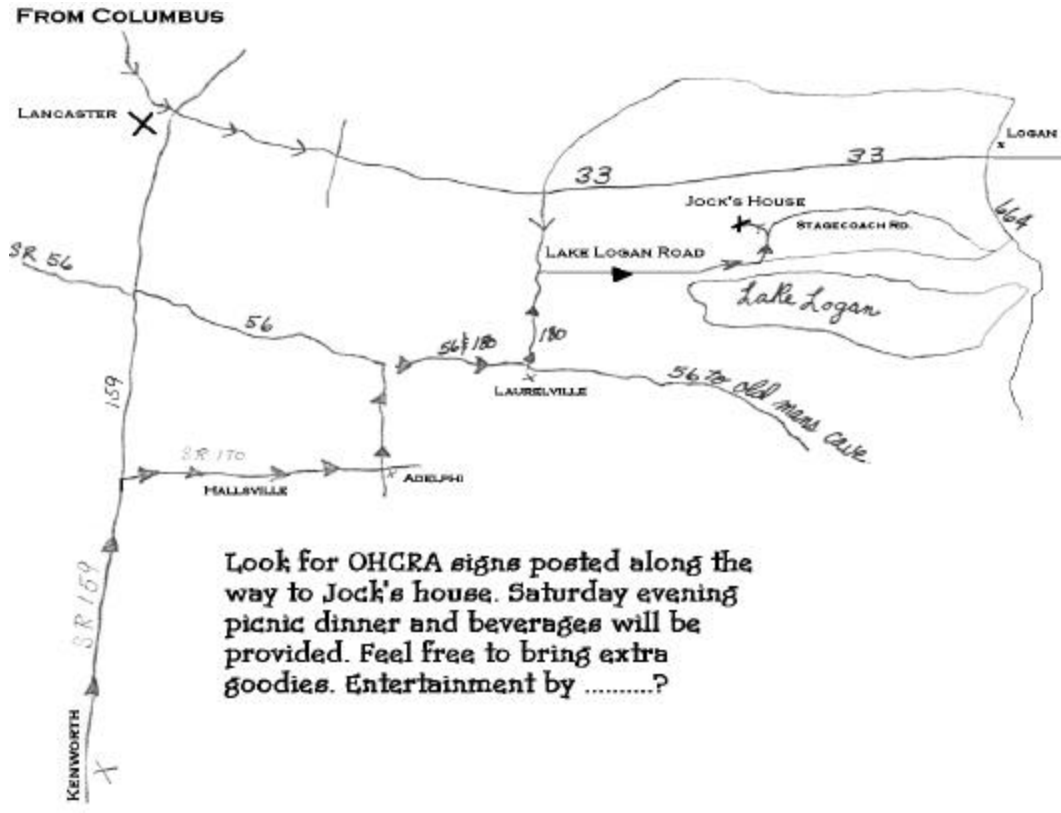 FROM COLUMBUS
LANCASTER
LOGAN
33
33
664
JOCK'S HOUSE
STAGECOACH RD.
SR 56
LAKE LOGAN ROAD
Lake Logan
56
56 & 180
180
LAURELVILLE
56 to old mans cave
159
SR 170
HALLSVILLE
ADELPHI
SR 159
KENWORTH
Look for OHCRA signs posted along the
way to Jock's house. Saturday evening
picnic dinner and beverages will be
provided. Feel free to bring extra
goodies. Entertainment by ..........?